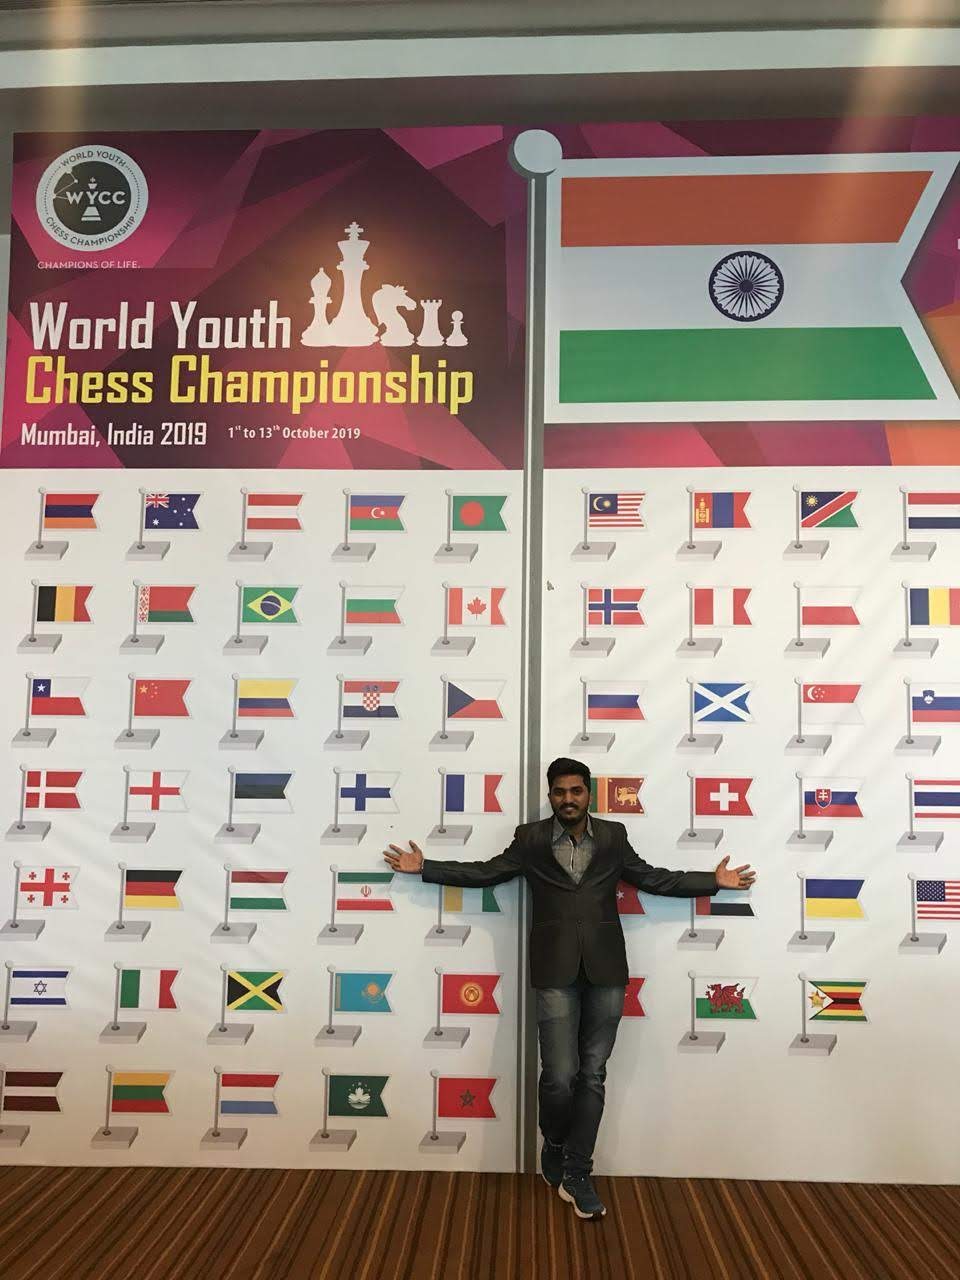 WORLD YOUTH
WYCC
CHESS CHAMPIONSHIP
CHAMPIONS OF LIFE.
World Youth
Chess Championship
Mumbai, India 2019 1st to 13th October 2019